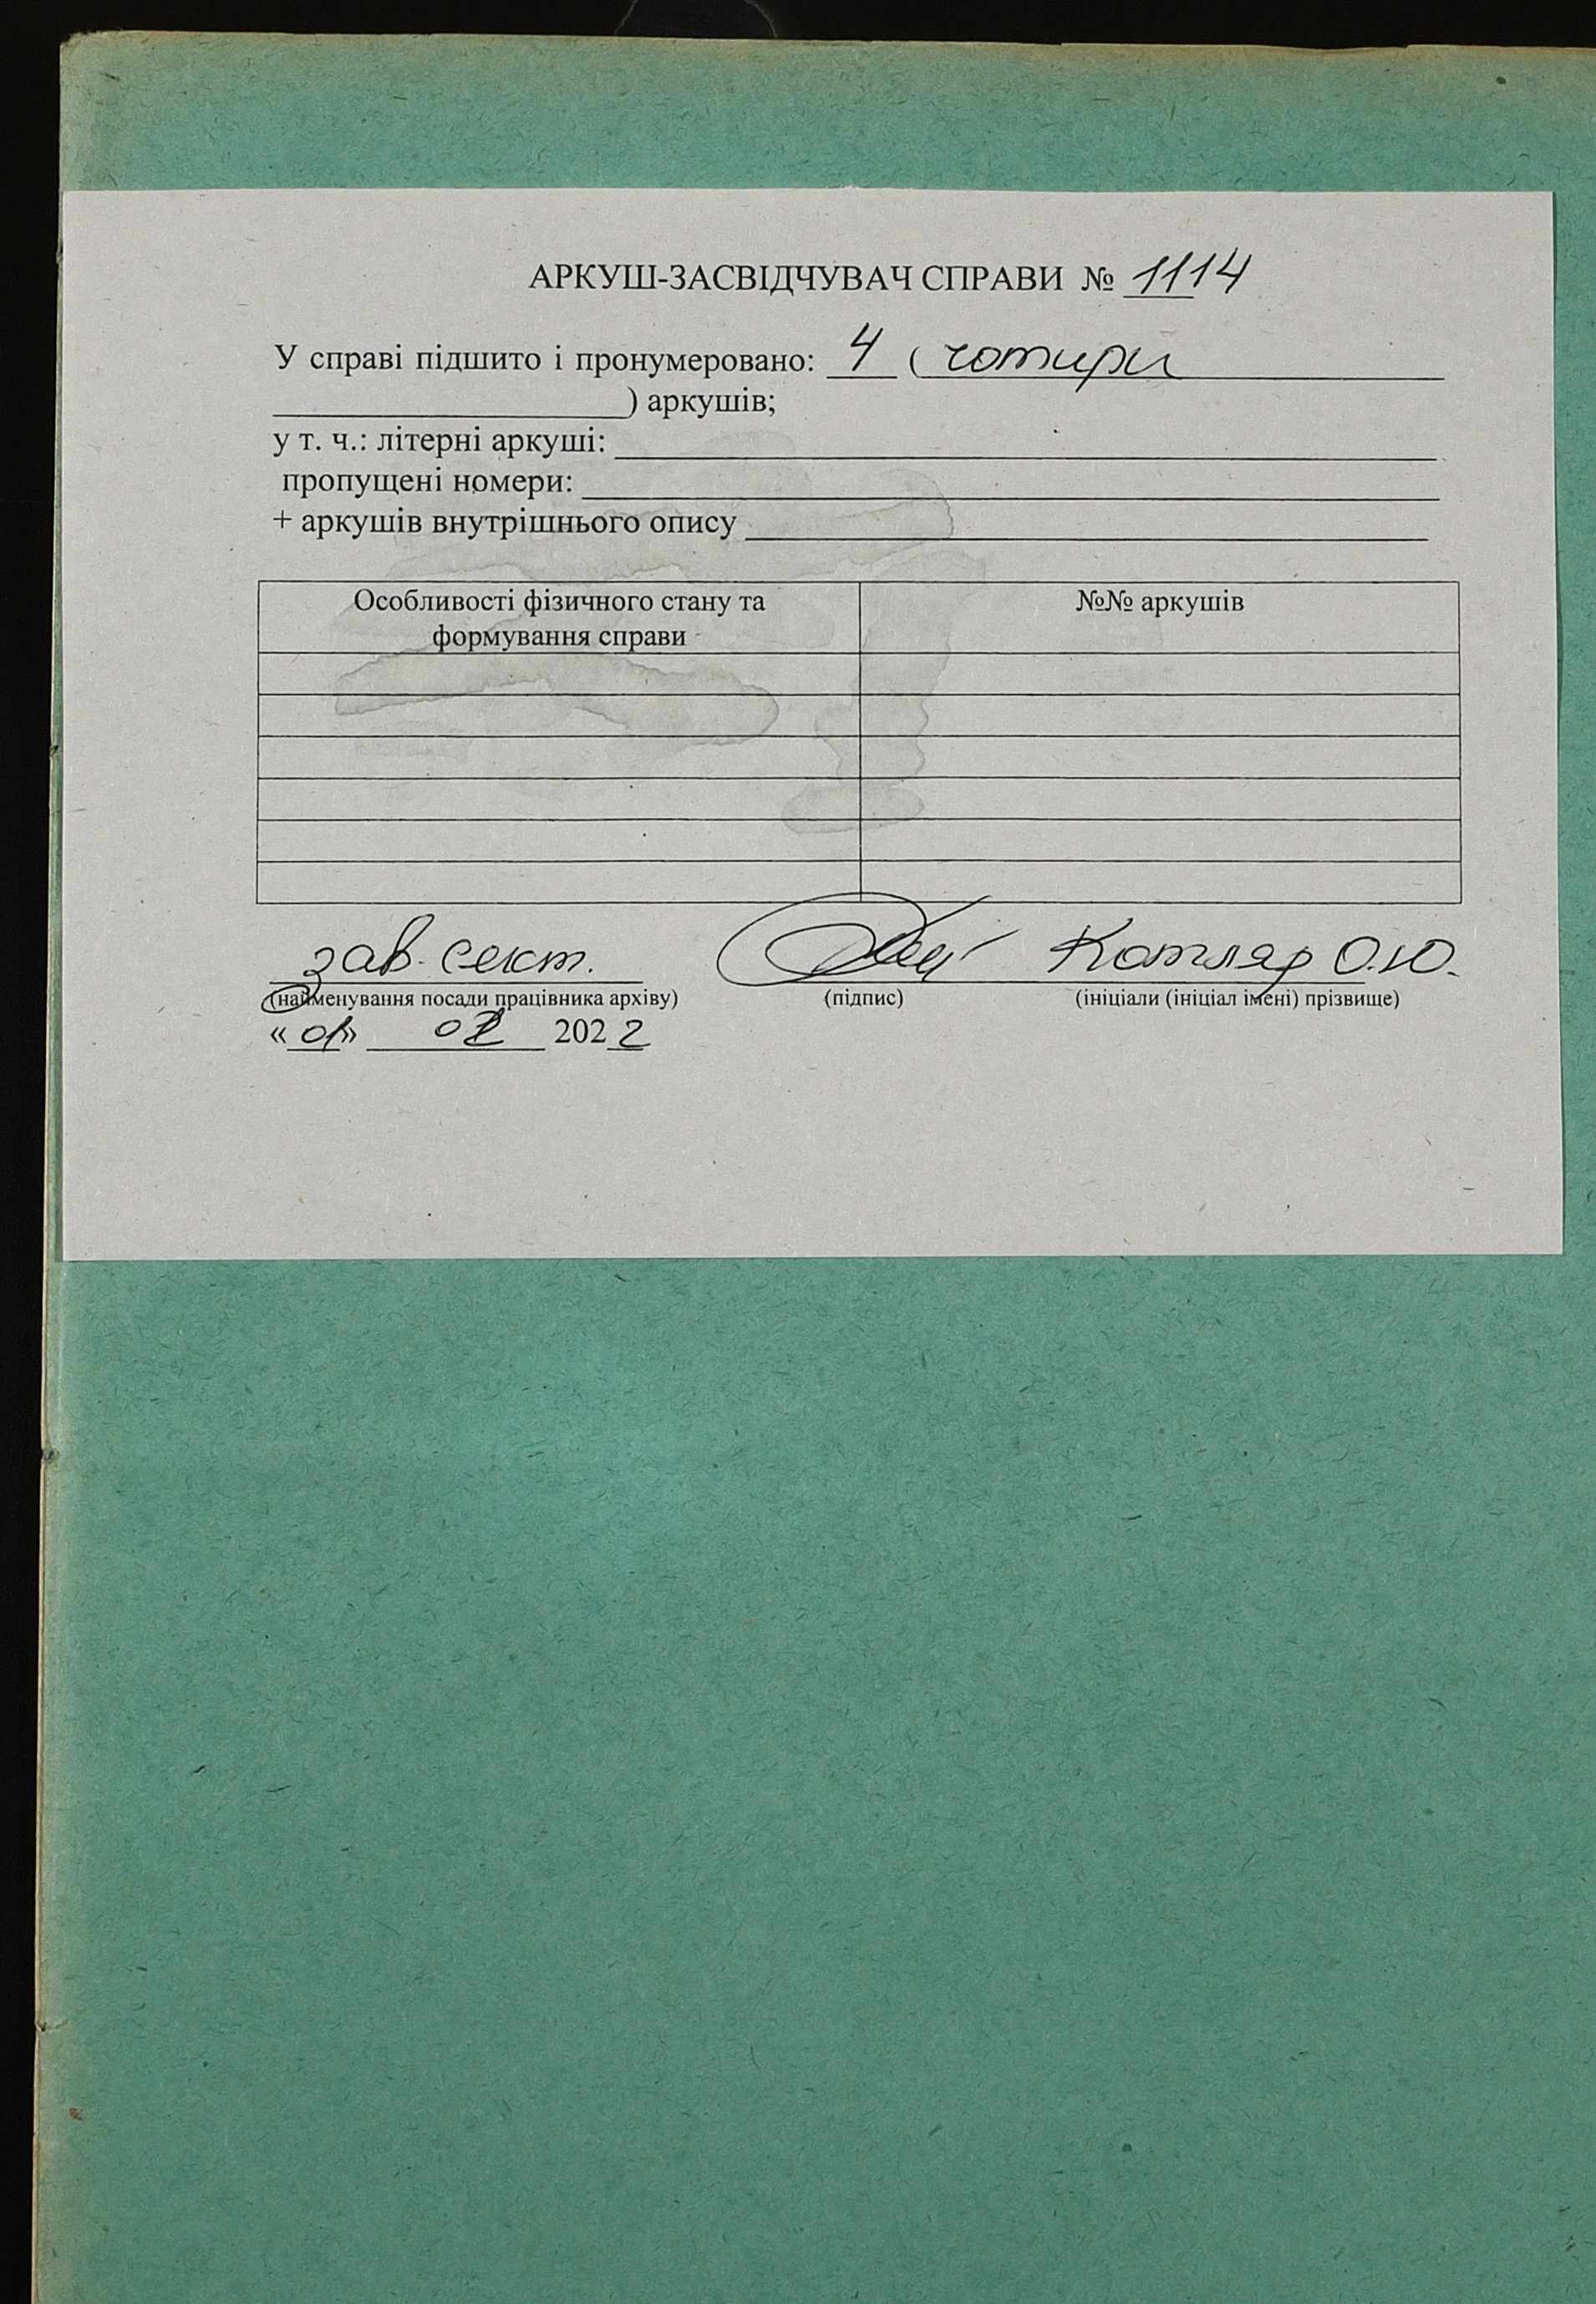 АРКУШ-ЗАСВІДЧУВАЧ СПРАВИ № 1114
У справі підшито і пронумеровано: 4 ( чотири
) аркушів;
у т. ч.: літерні аркуші:
пропущені номери:
+ аркушів внутрішнього опису
Особливості фізичного стану та формування справи №№ аркушів
зав. сект. Котляр О.Ю.
(найменування посади працівника архіву) (підпис) (ініціали (ініціал імені) прізвище)
« 01» 02 2022